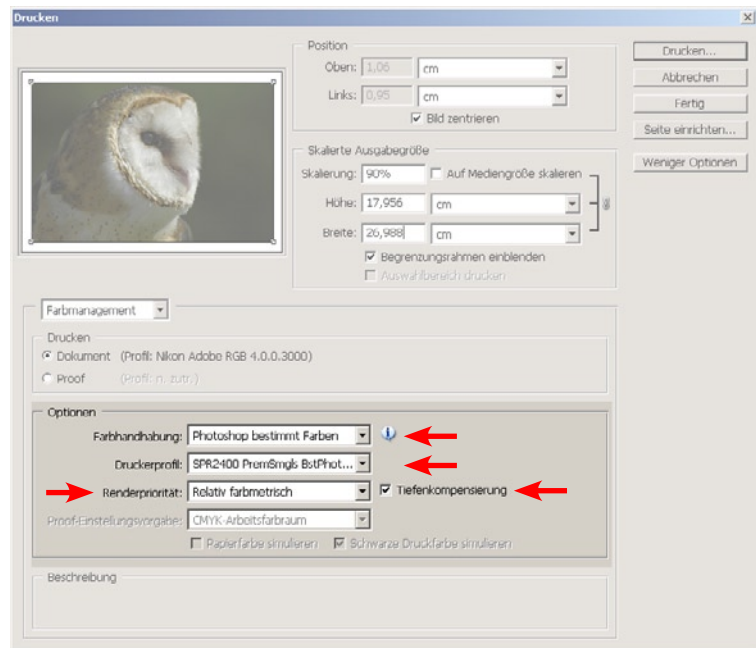 Drucken
Position
Oben: 1,06 cm
Links: 0,95 cm
Bild zentrieren
Skalierte Ausgabegröße
Skalierung: 90% Auf Mediengröße skalieren
Höhe: 17,956 cm
Breite: 26,988 cm
Begrenzungsrahmen einblenden
Auswahlbereich drucken
Drucken...
Abbrechen
Fertig
Seite einrichten...
Weniger Optionen
Farbmanagement
Drucken
Dokument (Profil: Nikon Adobe RGB 4.0.0.3000)
Proof (Profil: n. zutr.)
Optionen
Farbhandhabung: Photoshop bestimmt Farben
Druckerprofil: SPR2400 PremSmgls BstPhot...
Renderpriorität: Relativ farbmetrisch Tiefenkompensierung
Proof-Einstellungsvorgabe: CMYK-Arbeitsfarbraum
Papierfarbe simulieren Schwarze Druckfarbe simulieren
Beschreibung